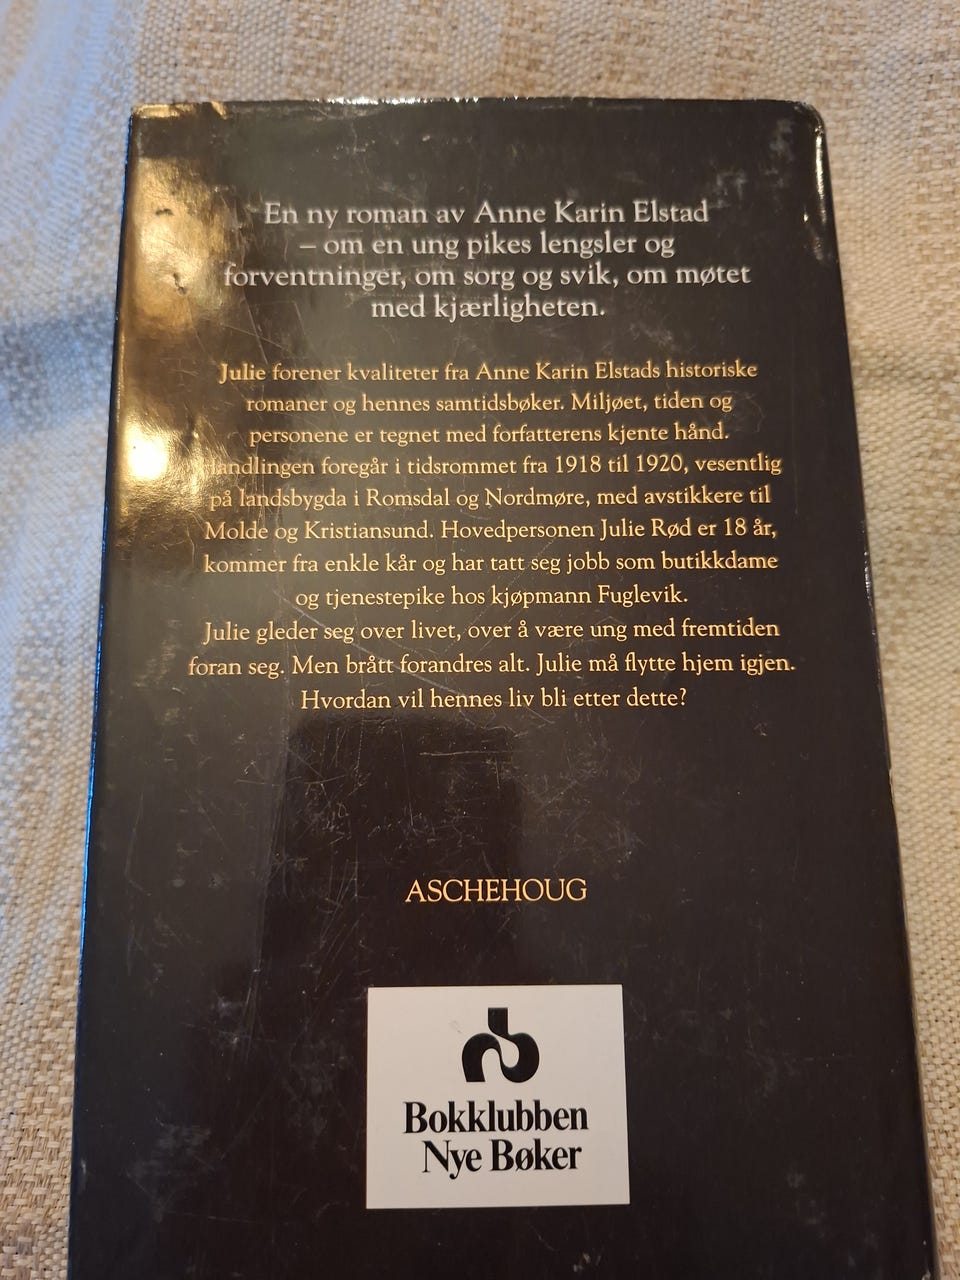 En ny roman av Anne Karin Elstad
– om en ung pikes lengsler og
forventninger, om sorg og svik, om møtet
med kjærligheten.
Julie forener kvaliteter fra Anne Karin Elstads historiske
romaner og hennes samtidsbøker. Miljøet, tiden og
personene er tegnet med forfatterens kjente hånd.
Handlingen foregår i tidsrommet fra 1918 til 1920, vesentlig
på landsbygda i Romsdal og Nordmøre, med avstikkere til
Molde og Kristiansund. Hovedpersonen Julie Rød er 18 år,
kommer fra enkle kår og har tatt seg jobb som butikkdame
og tjenestepike hos kjøpmann Fuglevik.
Julie gleder seg over livet, over å være ung med fremtiden
foran seg. Men brått forandres alt. Julie må flytte hjem igjen.
Hvordan vil hennes liv bli etter dette?
ASCHEHOUG
Bokklubben
Nye Bøker